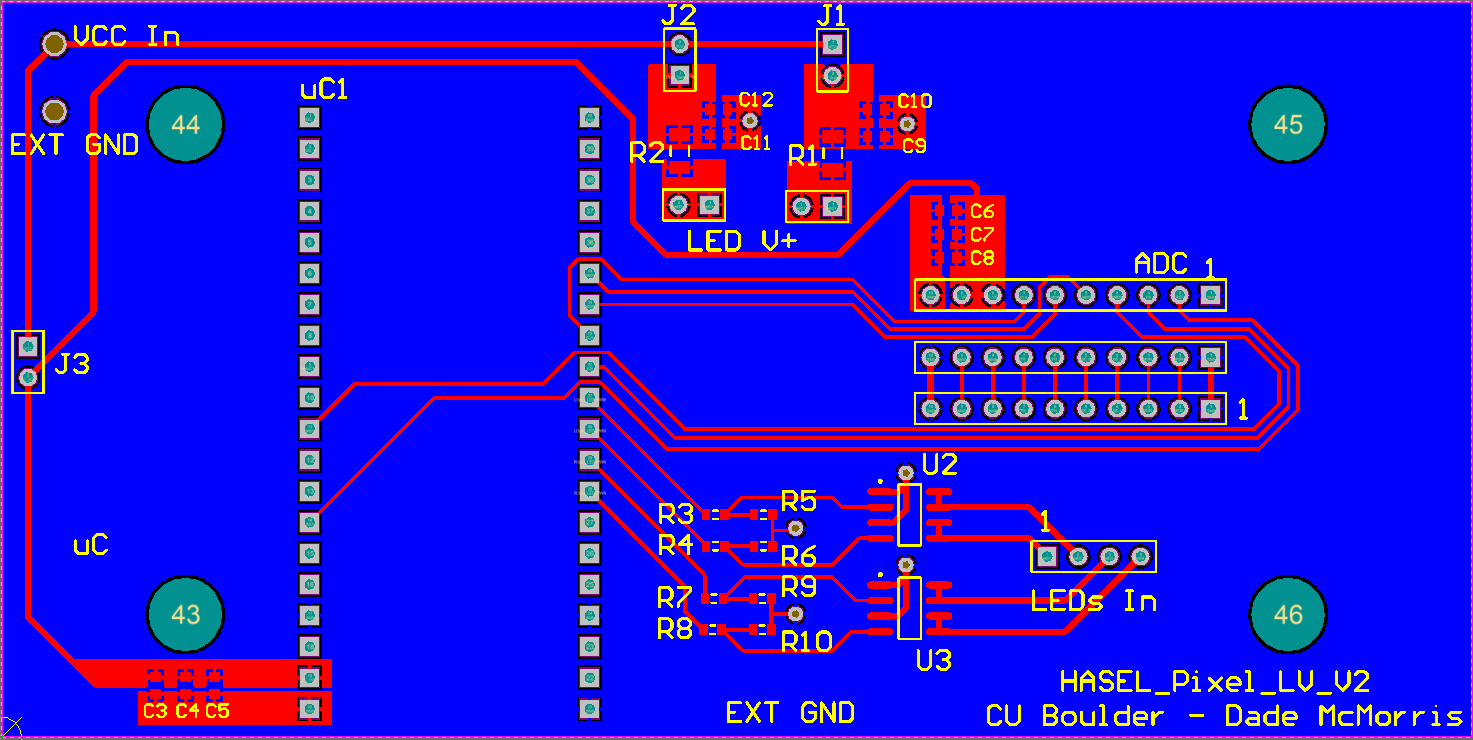 J2 J1
VCC In
uC1
C12 C10
44 45
C11 C9
EXT GND
R2 R1
C6
LED V+ C7
C8
ADC 1
J3
1
U2
R5
R3 1
uC R4 R6
R9
R7 LEDs In
43 46
R8 R10
U3
HASEL_Pixel_LV_V2
C3 C4 C5 EXT GND CU Boulder - Dade McMorris